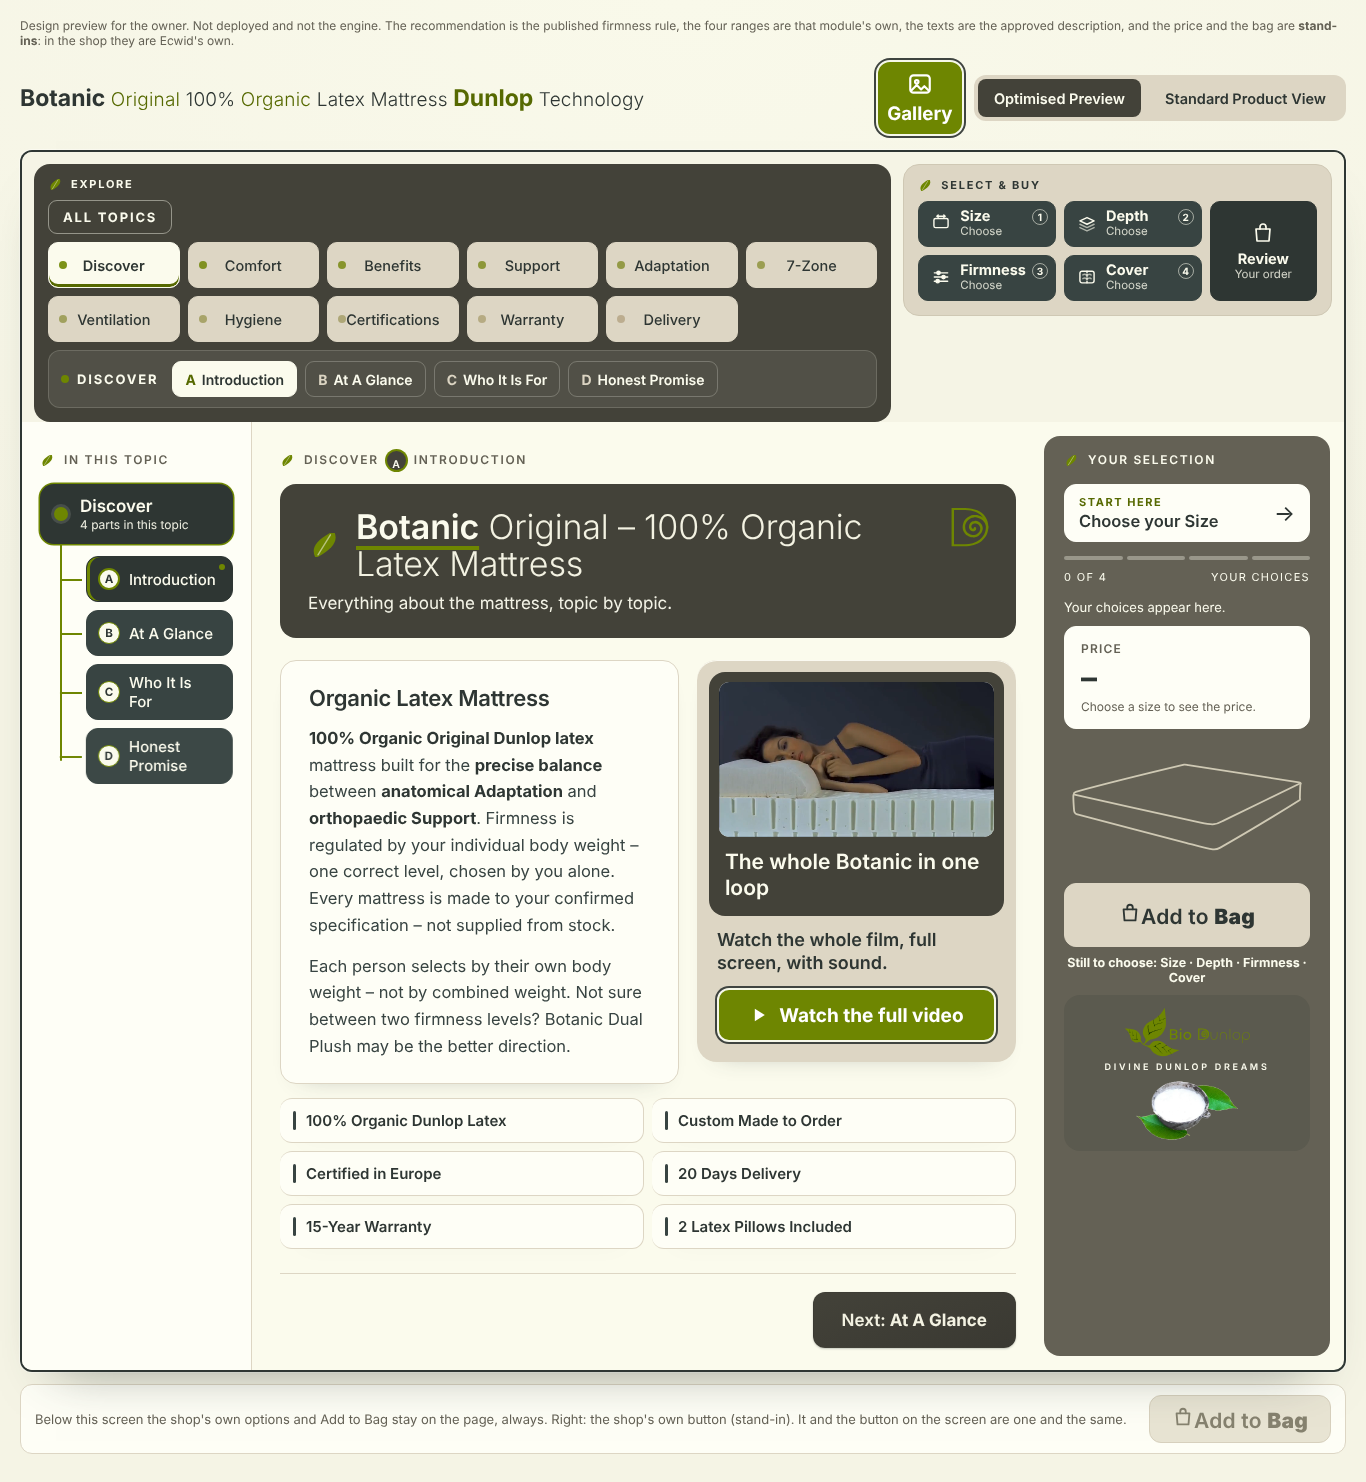 Design preview for the owner. Not deployed and not the engine. The recommendation is the published firmness rule, the four ranges are that module's own, the texts are the approved description, and the price and the bag are stand-
ins: in the shop they are Ecwid's own.
Botanic Original 100% Organic Latex Mattress Dunlop Technology
Gallery
Optimised Preview
Standard Product View
EXPLORE
ALL TOPICS
Discover
Comfort
Benefits
Support
Adaptation
7-Zone
Ventilation
Hygiene
Certifications
Warranty
Delivery
DISCOVER
A Introduction
B At A Glance
C Who It Is For
D Honest Promise
SELECT & BUY
Size 1
Choose
Depth 2
Choose
Firmness 3
Choose
Cover 4
Choose
Review
Your order
IN THIS TOPIC
Discover
4 parts in this topic
A Introduction
B At A Glance
C Who It Is
For
D Honest
Promise
DISCOVER A INTRODUCTION
Botanic Original – 100% Organic
Latex Mattress
Everything about the mattress, topic by topic.
Organic Latex Mattress
100% Organic Original Dunlop latex
mattress built for the precise balance
between anatomical Adaptation and
orthopaedic Support. Firmness is
regulated by your individual body weight –
one correct level, chosen by you alone.
Every mattress is made to your confirmed
specification – not supplied from stock.
Each person selects by their own body
weight – not by combined weight. Not sure
between two firmness levels? Botanic Dual
Plush may be the better direction.
The whole Botanic in one
loop
Watch the whole film, full
screen, with sound.
Watch the full video
100% Organic Dunlop Latex
Custom Made to Order
Certified in Europe
20 Days Delivery
15-Year Warranty
2 Latex Pillows Included
Next: At A Glance
YOUR SELECTION
START HERE
Choose your Size
0 OF 4
YOUR CHOICES
Your choices appear here.
PRICE
–
Choose a size to see the price.
Add to Bag
Still to choose: Size · Depth · Firmness ·
Cover
Bio Dunlop
DIVINE DUNLOP DREAMS
Below this screen the shop's own options and Add to Bag stay on the page, always. Right: the shop's own button (stand-in). It and the button on the screen are one and the same.
Add to Bag